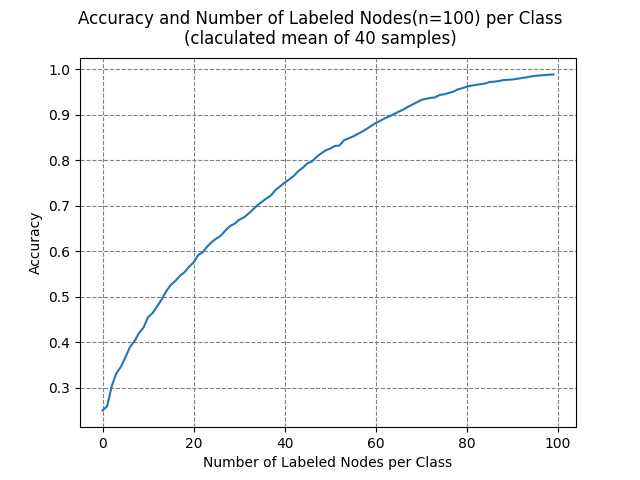 Accuracy and Number of Labeled Nodes(n=100) per Class
(claculated mean of 40 samples)
1.0
0.9
0.8
0.7
0.6
0.5
0.4
0.3
Accuracy
0 20 40 60 80 100
Number of Labeled Nodes per Class